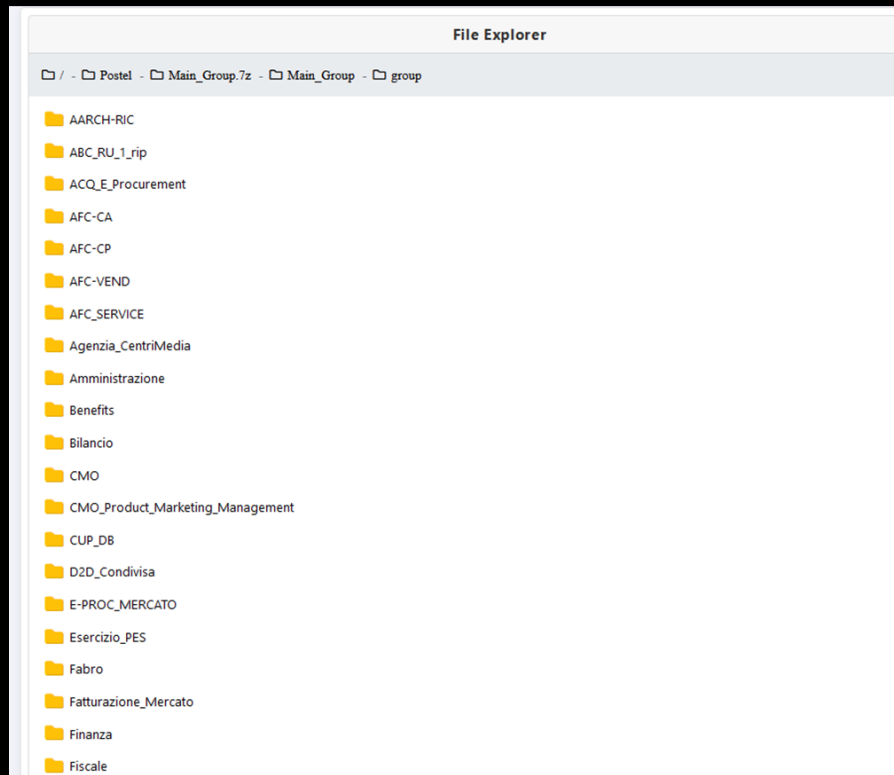 File Explorer
/ - Postel - Main_Group.7z - Main_Group - group
AARCH-RIC
ABC_RU_1_rip
ACQ_E_Procurement
AFC-CA
AFC-CP
AFC-VEND
AFC_SERVICE
Agenzia_CentriMedia
Amministrazione
Benefits
Bilancio
CMO
CMO_Product_Marketing_Management
CUP_DB
D2D_Condivisa
E-PROC_MERCATO
Esercizio_PES
Fabro
Fatturazione_Mercato
Finanza
Fiscale